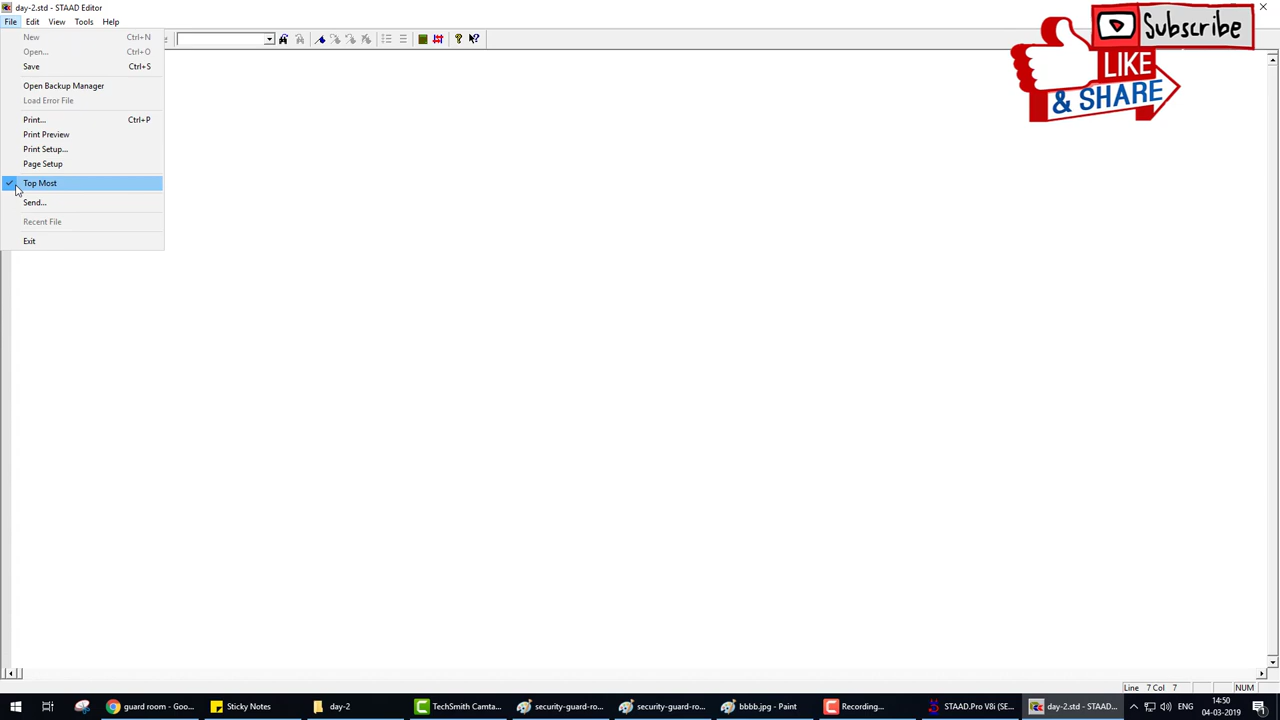 day-2.std - STAAD Editor
File Edit View Tools Help
New Ctrl+N
Open... Ctrl+O
Save Ctrl+S
Open Backup Manager
Load Error File
Print... Ctrl+P
Print Preview
Print Setup...
Page Setup
Top Most
Send...
Recent File
Exit
Subscribe
LIKE
& SHARE
Line 7 Col 7 NUM
guard room - Goo...
Sticky Notes
day-2
TechSmith Camta...
security-guard-ro...
security-guard-ro...
bbbb.jpg - Paint
Recording...
STAAD.Pro V8i (SE...
day-2.std - STAAD...
ENG
14:50
04-03-2019